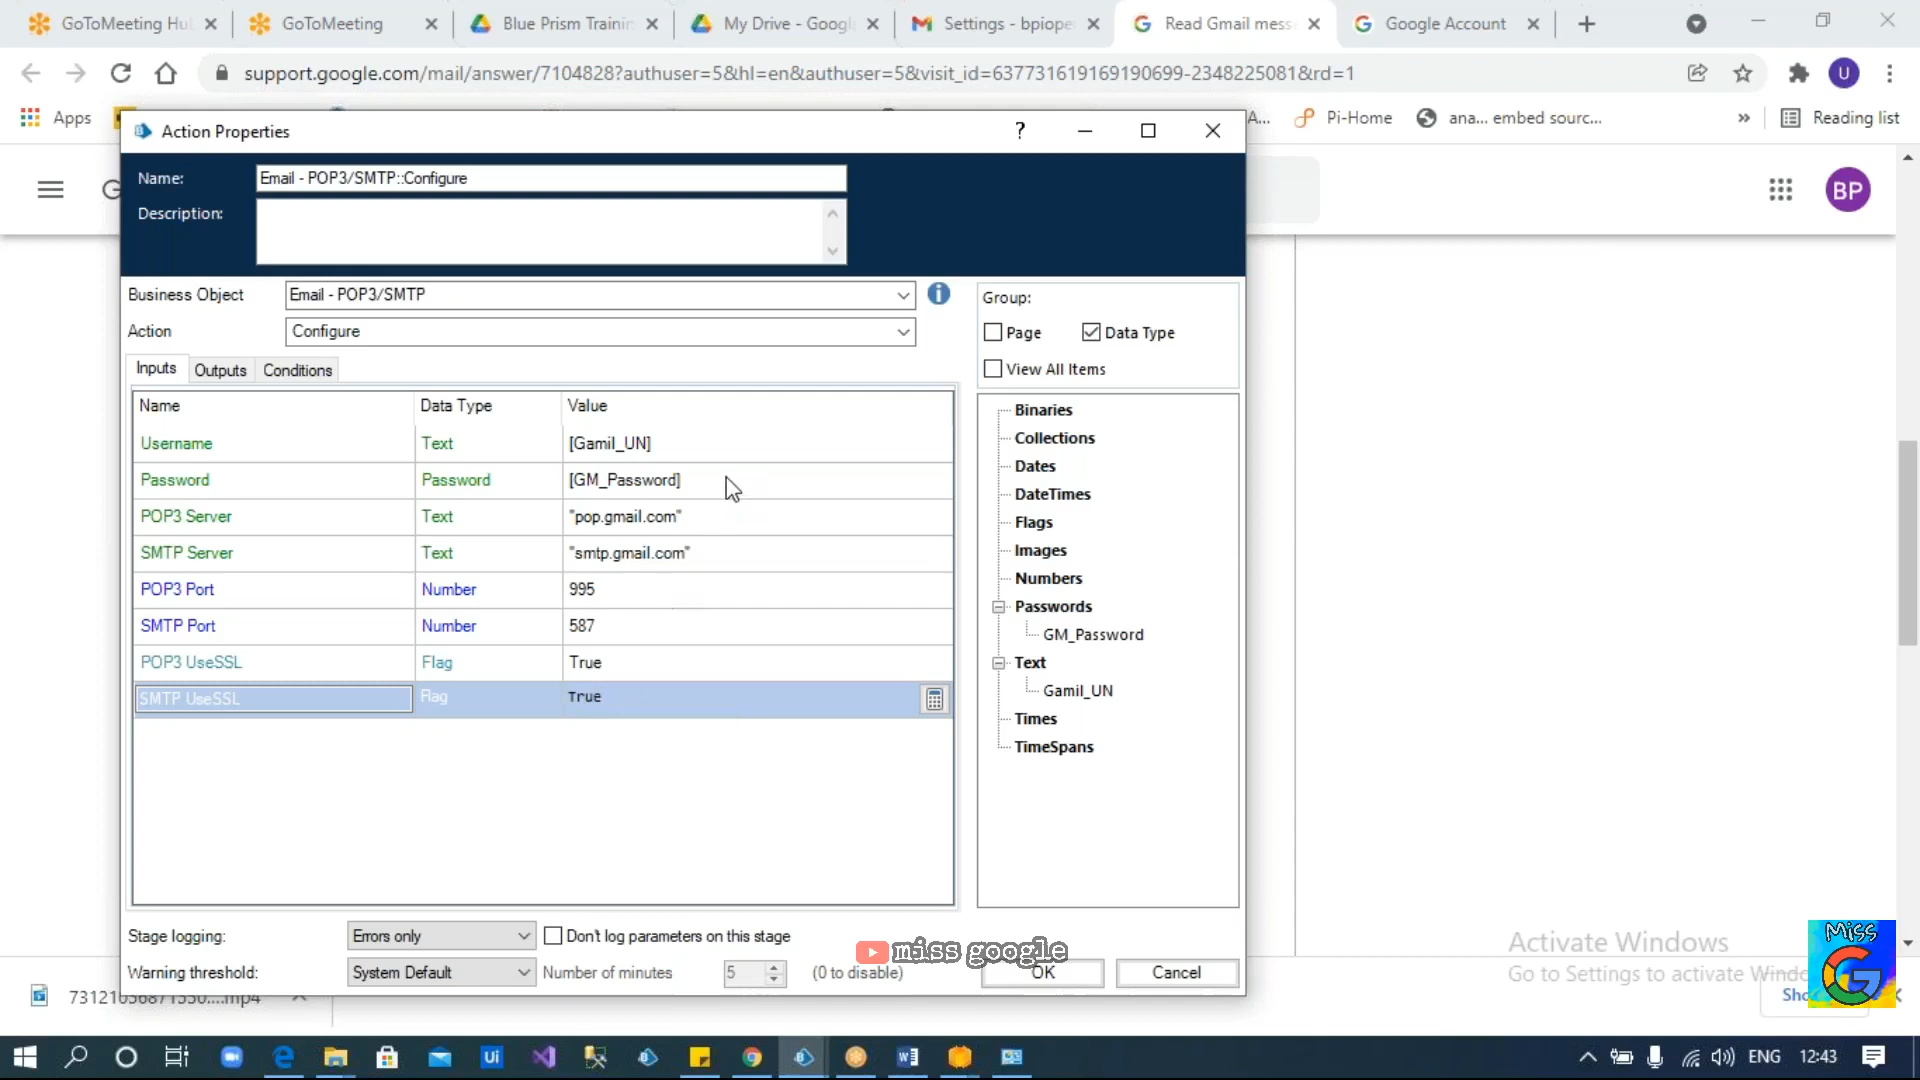 GoToMeeting Hu
GoToMeeting
Blue Prism Trainin
My Drive - Google
Settings - bpiope
Read Gmail mess
Google Account
support.google.com/mail/answer/7104828?authuser=5&hl=en&authuser=5&visit_id=637731619169190699-2348225081&rd=1
U
Apps
A...
Pi-Home
ana... embed sourc...
»
Reading list
Action Properties
?
BP
Name:
Email - POP3/SMTP::Configure
Description:
Business Object
Email - POP3/SMTP
Action
Configure
Group:
Page
Data Type
View All Items
Inputs
Outputs
Conditions
Name Data Type Value
Username Text [Gamil_UN]
Password Password [GM_Password]
POP3 Server Text "pop.gmail.com"
SMTP Server Text "smtp.gmail.com"
POP3 Port Number 995
SMTP Port Number 587
POP3 UseSSL Flag True
SMTP UseSSL Flag True
Binaries
Collections
Dates
DateTimes
Flags
Images
Numbers
Passwords
GM_Password
Text
Gamil_UN
Times
TimeSpans
Stage logging:
Errors only
Don't log parameters on this stage
Warning threshold:
System Default
Number of minutes
5
(0 to disable)
OK
Cancel
miss google
Activate Windows
Go to Settings to activate Windo
Miss
G
Sho
ENG
12:43